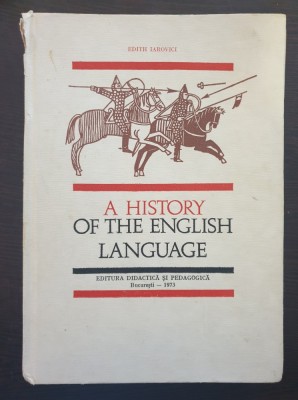 EDITH IAROVICI
A HISTORY
OF THE ENGLISH
LANGUAGE
EDITURA DIDACTICĂ ȘI PEDAGOGICĂ
București — 1973